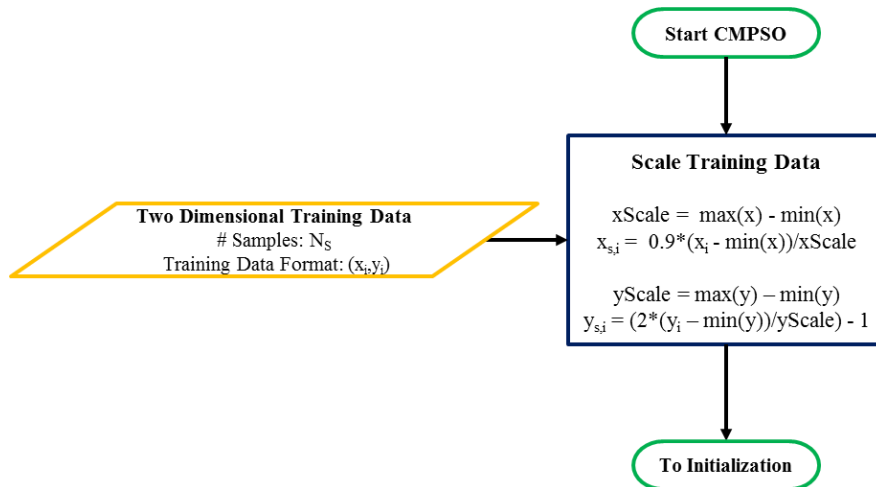 Start CMPSO
Scale Training Data
xScale = max(x) - min(x)
xs,i = 0.9*(xi - min(x))/xScale
yScale = max(y) – min(y)
ys,i = (2*(yi – min(y))/yScale) - 1
Two Dimensional Training Data
# Samples: NS
Training Data Format: (xi,yi)
To Initialization